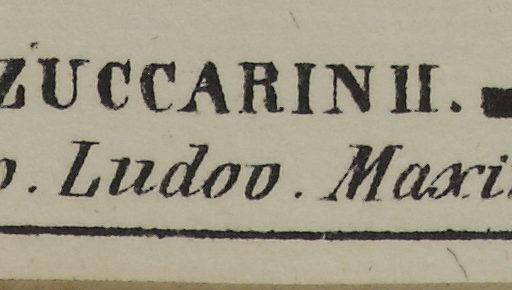 ZUCCARINII.
. Ludov. Maxi